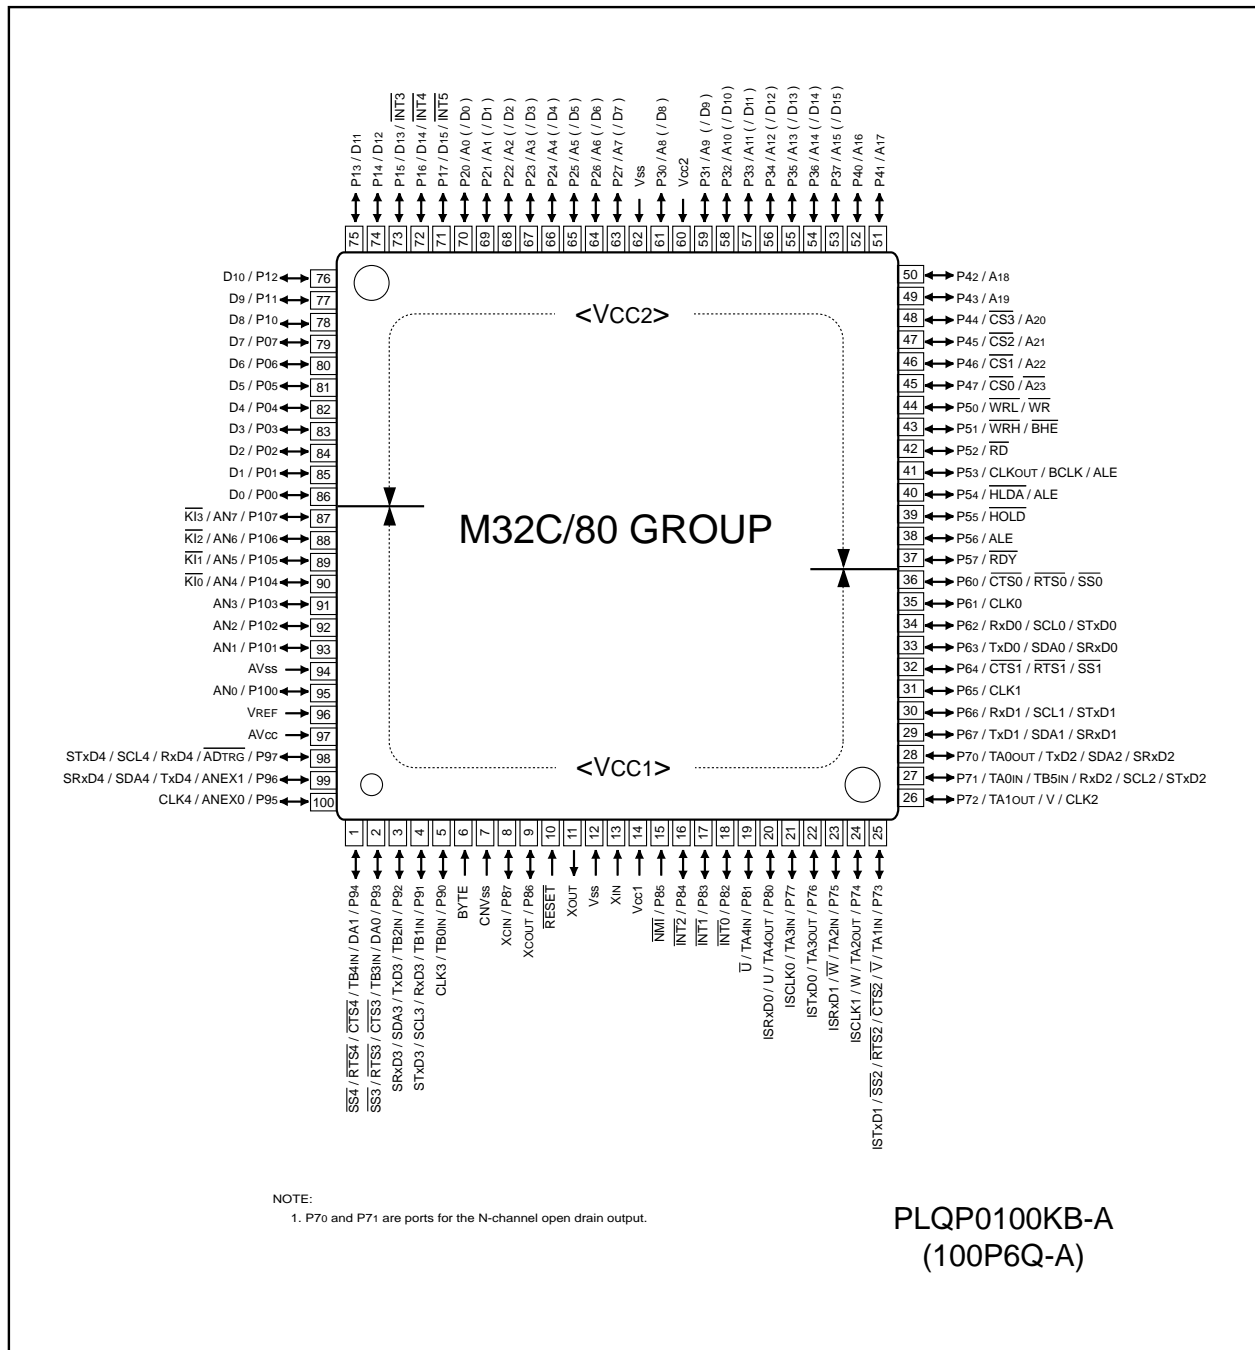 P13 / D11
P14 / D12
P15 / D13 / INT3
P16 / D14 / INT4
P17 / D15 / INT5
P20 / A0 ( / D0 )
P21 / A1 ( / D1 )
P22 / A2 ( / D2 )
P23 / A3 ( / D3 )
P24 / A4 ( / D4 )
P25 / A5 ( / D5 )
P26 / A6 ( / D6 )
P27 / A7 ( / D7 )
Vss
P30 / A8 ( / D8 )
Vcc2
P31 / A9 ( / D9 )
P32 / A10 ( / D10 )
P33 / A11 ( / D11 )
P34 / A12 ( / D12 )
P35 / A13 ( / D13 )
P36 / A14 ( / D14 )
P37 / A15 ( / D15 )
P40 / A16
P41 / A17
75 74 73 72 71 70 69 68 67 66 65 64 63 62 61 60 59 58 57 56 55 54 53 52 51
D10 / P12 76
D9 / P11 77
D8 / P10 78
D7 / P07 79
D6 / P06 80
D5 / P05 81
D4 / P04 82
D3 / P03 83
D2 / P02 84
D1 / P01 85
D0 / P00 86
KI3 / AN7 / P107 87
KI2 / AN6 / P106 88
KI1 / AN5 / P105 89
KI0 / AN4 / P104 90
AN3 / P103 91
AN2 / P102 92
AN1 / P101 93
AVss 94
AN0 / P100 95
VREF 96
AVcc 97
STxD4 / SCL4 / RxD4 / ADTRG / P97 98
SRxD4 / SDA4 / TxD4 / ANEX1 / P96 99
CLK4 / ANEX0 / P95 100
<VCC2>
M32C/80 GROUP
<VCC1>
50 P42 / A18
49 P43 / A19
48 P44 / CS3 / A20
47 P45 / CS2 / A21
46 P46 / CS1 / A22
45 P47 / CS0 / A23
44 P50 / WRL / WR
43 P51 / WRH / BHE
42 P52 / RD
41 P53 / CLKOUT / BCLK / ALE
40 P54 / HLDA / ALE
39 P55 / HOLD
38 P56 / ALE
37 P57 / RDY
36 P60 / CTS0 / RTS0 / SS0
35 P61 / CLK0
34 P62 / RxD0 / SCL0 / STxD0
33 P63 / TxD0 / SDA0 / SRxD0
32 P64 / CTS1 / RTS1 / SS1
31 P65 / CLK1
30 P66 / RxD1 / SCL1 / STxD1
29 P67 / TxD1 / SDA1 / SRxD1
28 P70 / TA0OUT / TxD2 / SDA2 / SRxD2
27 P71 / TA0IN / TB5IN / RxD2 / SCL2 / STxD2
26 P72 / TA1OUT / V / CLK2
1 2 3 4 5 6 7 8 9 10 11 12 13 14 15 16 17 18 19 20 21 22 23 24 25
SS4 / RTS4 / CTS4 / TB4IN / DA1 / P94
SS3 / RTS3 / CTS3 / TB3IN / DA0 / P93
SRxD3 / SDA3 / TxD3 / TB2IN / P92
STxD3 / SCL3 / RxD3 / TB1IN / P91
CLK3 / TB0IN / P90
BYTE
CNVss
XCIN / P87
XCOUT / P86
RESET
XOUT
Vss
XIN
Vcc1
NMI / P85
INT2 / P84
INT1 / P83
INT0 / P82
U / TA4IN / P81
ISRxD0 / U / TA4OUT / P80
ISCLK0 / TA3IN / P77
ISTxD0 / TA3OUT / P76
ISRxD1 / W / TA2IN / P75
ISCLK1 / W / TA2OUT / P74
ISTxD1 / SS2 / RTS2 / CTS2 / V / TA1IN / P73
NOTE:
1. P70 and P71 are ports for the N-channel open drain output.
PLQP0100KB-A
(100P6Q-A)